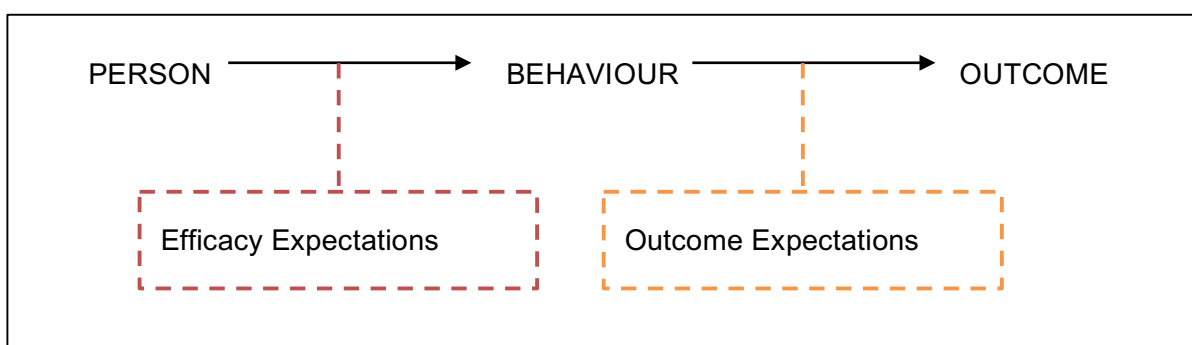 PERSON BEHAVIOUR OUTCOME
Efficacy Expectations Outcome Expectations